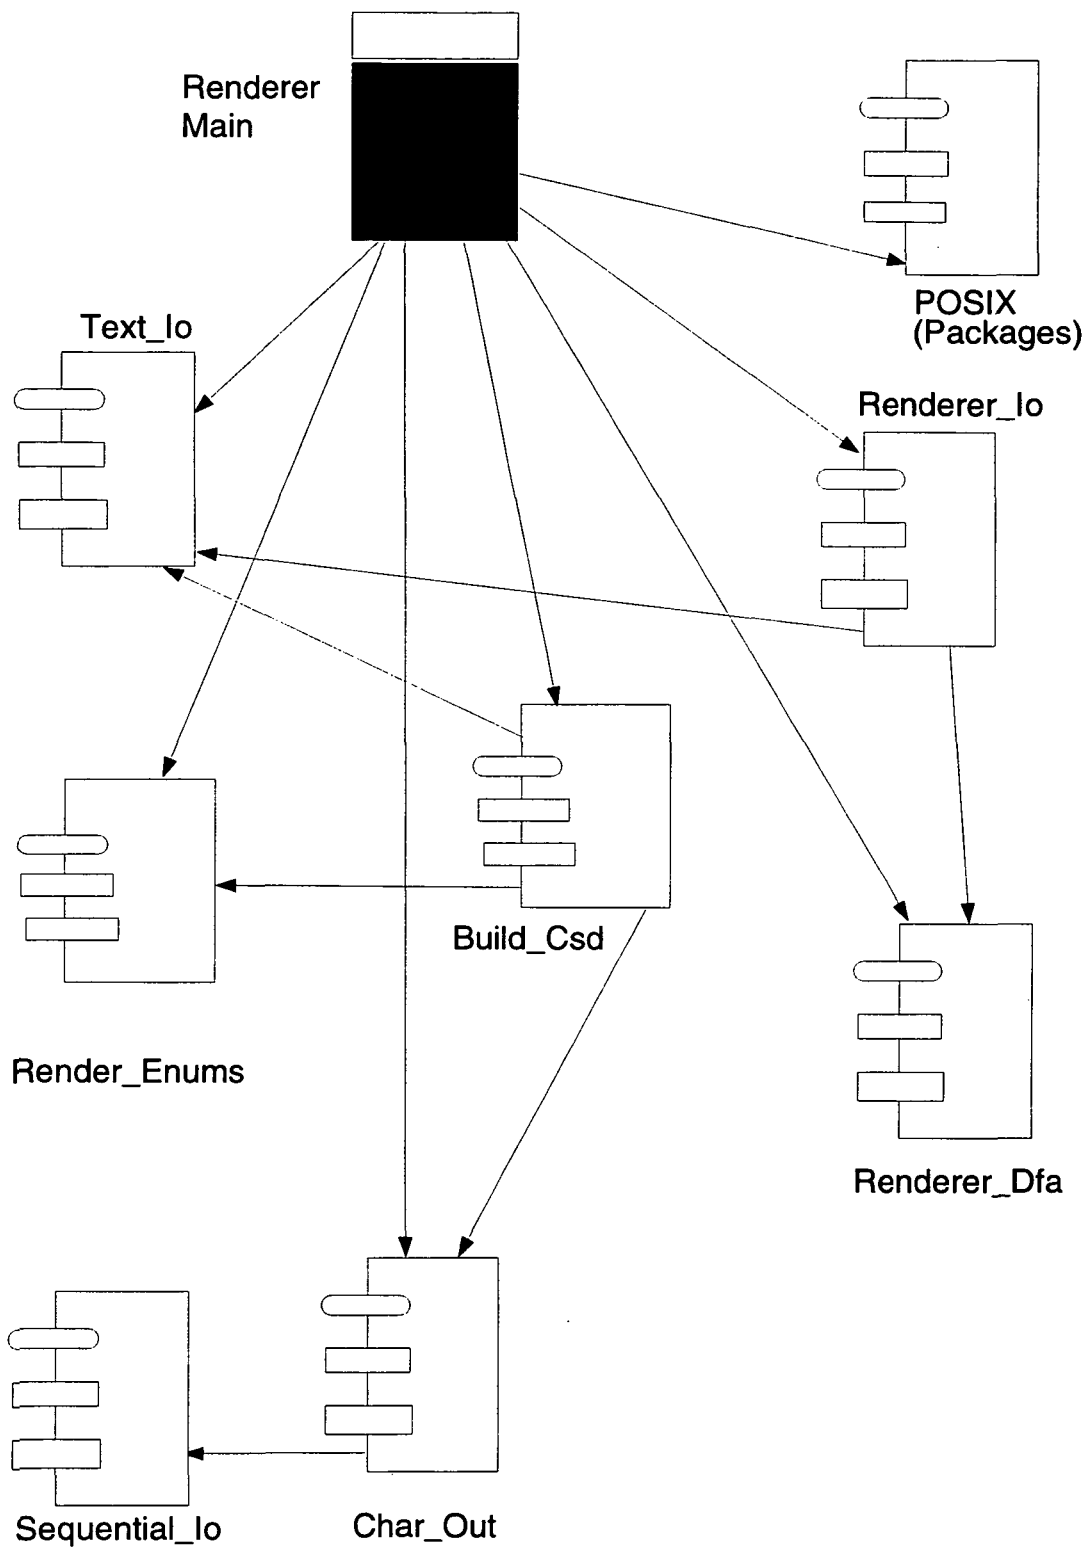 Renderer
Main
POSIX
(Packages)
Text_Io
Renderer_Io
Build_Csd
Render_Enums
Renderer_Dfa
Sequential_Io
Char_Out